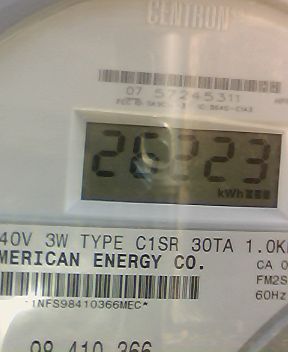 CENTRON
07 57245311
28223
kWh
40V 3W TYPE C1SR 30TA 1.0K
MERICAN ENERGY CO.
CA 0
FM2S
60Hz
*1NFS98410366MEC*
98 410 366